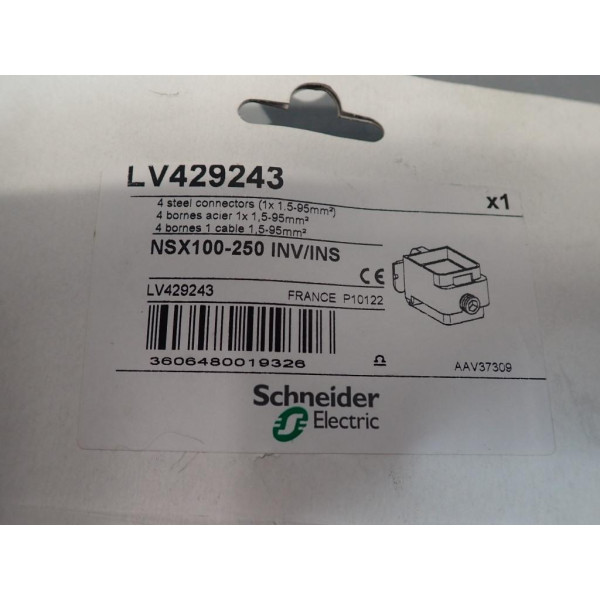 LV429243
x1
4 steel connectors (1x 1.5-95mm²)
4 bornes acier 1x 1,5-95mm²
4 bornes 1 cable 1,5-95mm²
NSX100-250 INV/INS
CE
LV429243
FRANCE P10122
3606480019326
AAV37309
Schneider
Electric